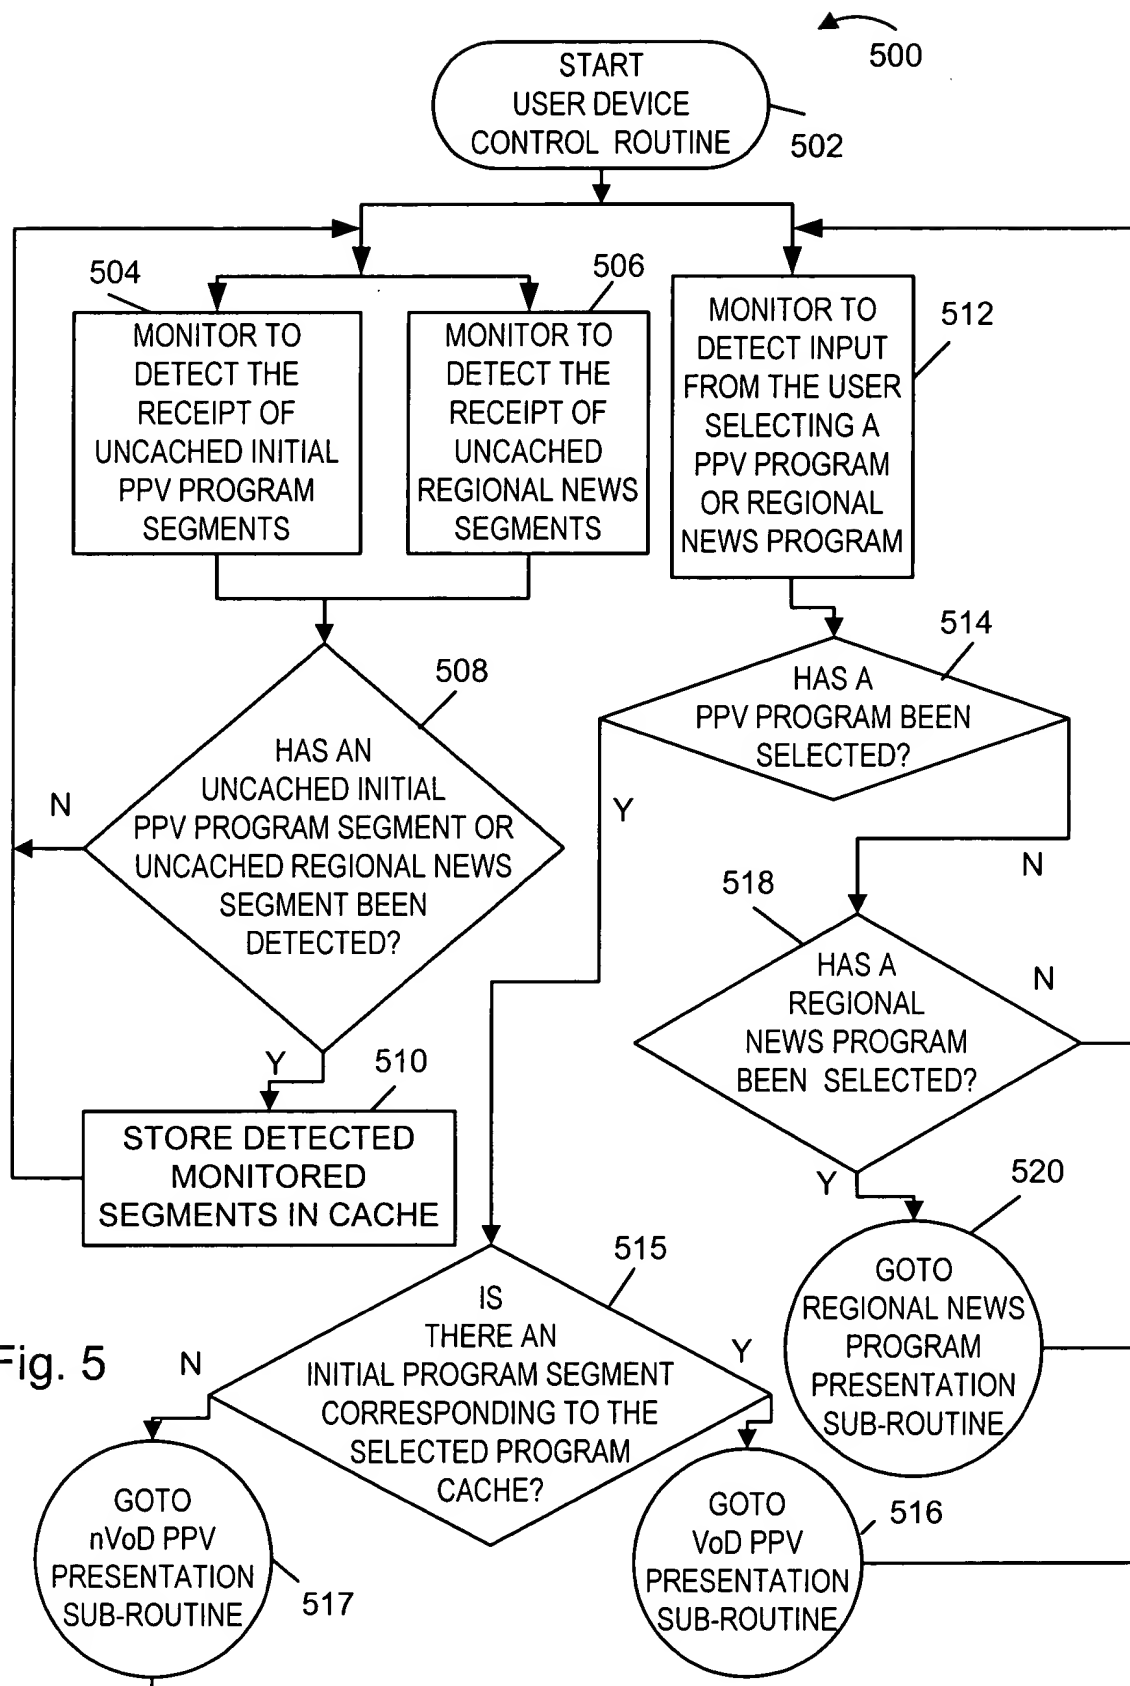 500
START
USER DEVICE
CONTROL ROUTINE
502
504
MONITOR TO
DETECT THE
RECEIPT OF
UNCACHED INITIAL
PPV PROGRAM
SEGMENTS
506
MONITOR TO
DETECT THE
RECEIPT OF
UNCACHED
REGIONAL NEWS
SEGMENTS
512
MONITOR TO
DETECT INPUT
FROM THE USER
SELECTING A
PPV PROGRAM
OR REGIONAL
NEWS PROGRAM
508
HAS AN
UNCACHED INITIAL
PPV PROGRAM SEGMENT OR
UNCACHED REGIONAL NEWS
SEGMENT BEEN
DETECTED?
N
Y
514
HAS A
PPV PROGRAM BEEN
SELECTED?
Y
N
518
HAS A
REGIONAL
NEWS PROGRAM
BEEN SELECTED?
N
Y
510
STORE DETECTED
MONITORED
SEGMENTS IN CACHE
520
GOTO
REGIONAL NEWS
PROGRAM
PRESENTATION
SUB-ROUTINE
515
IS
THERE AN
INITIAL PROGRAM SEGMENT
CORRESPONDING TO THE
SELECTED PROGRAM
CACHE?
N
Y
Fig. 5
GOTO
nVoD PPV
PRESENTATION
SUB-ROUTINE
517
GOTO
VoD PPV
PRESENTATION
SUB-ROUTINE
516